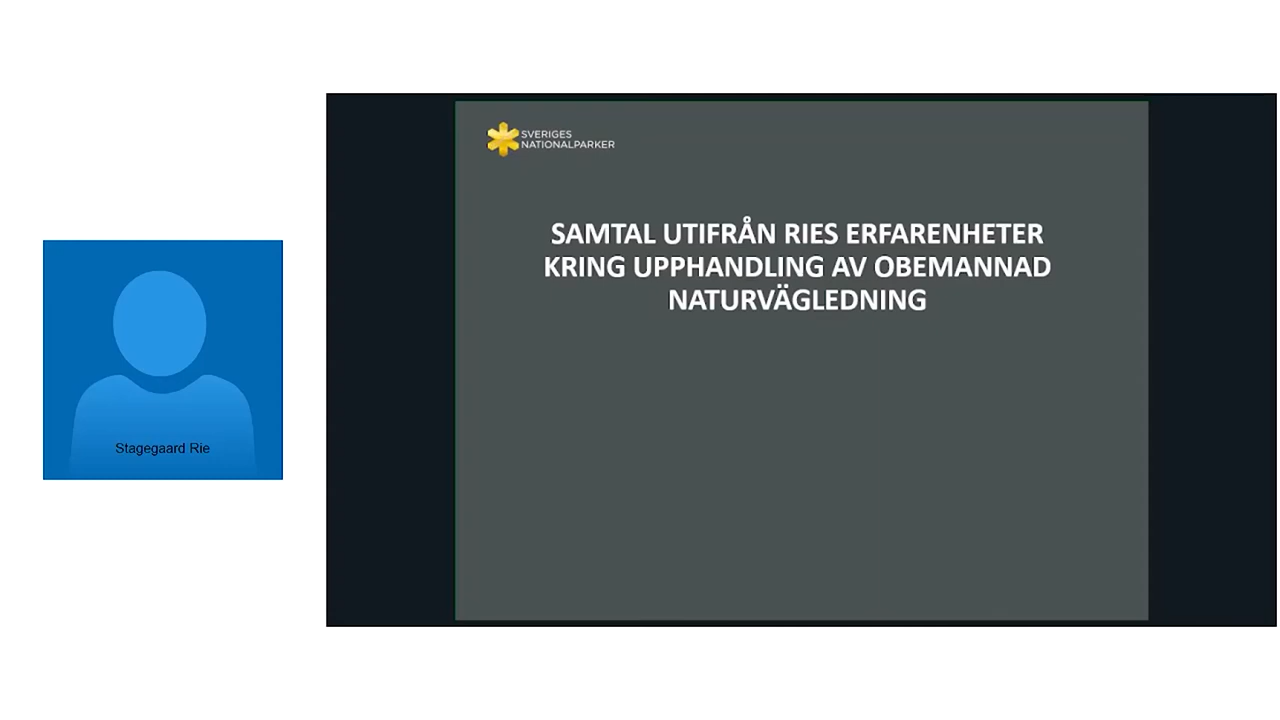 SVERIGES
NATIONALPARKER
SAMTAL UTIFRÅN RIES ERFARENHETER
KRING UPPHANDLING AV OBEMANNAD
NATURVÄGLEDNING
Stagegaard Rie